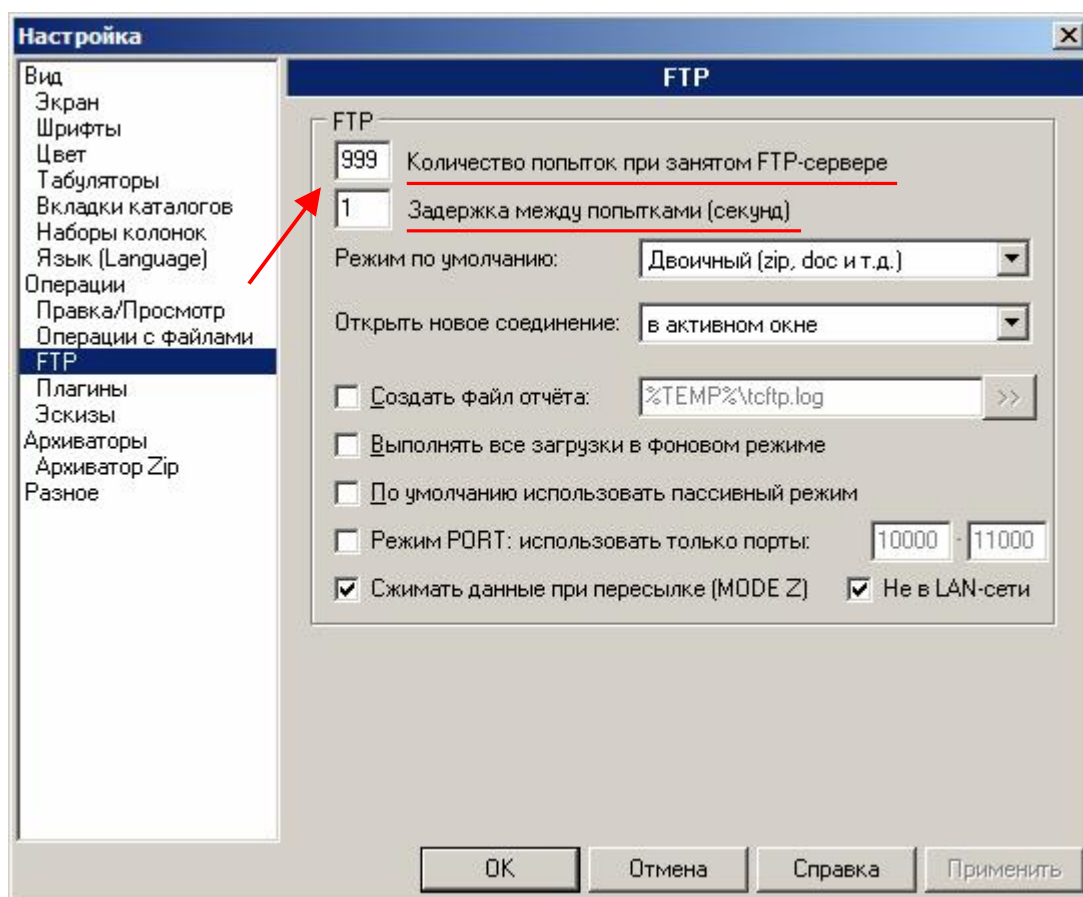 Настройка
Вид
Экран
Шрифты
Цвет
Табуляторы
Вкладки каталогов
Наборы колонок
Язык (Language)
Операции
Правка/Просмотр
Операции с файлами
FTP
Плагины
Эскизы
Архиваторы
Архиватор Zip
Разное
FTP
FTP
999 Количество попыток при занятом FTP-сервере
1 Задержка между попытками (секунд)
Режим по умолчанию: Двоичный (zip, doc и т.д.)
Открыть новое соединение: в активном окне
Создать файл отчёта: %TEMP%\tcftp.log >>
Выполнять все загрузки в фоновом режиме
По умолчанию использовать пассивный режим
Режим PORT: использовать только порты: 10000 - 11000
Сжимать данные при пересылке (MODE Z) Не в LAN-сети
OK Отмена Справка Применить